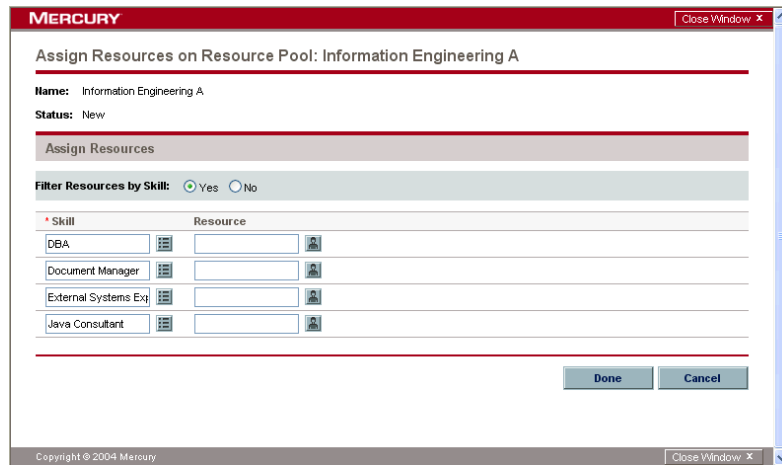 MERCURY
Close Window X
Assign Resources on Resource Pool: Information Engineering A
Name: Information Engineering A
Status: New
Assign Resources
Filter Resources by Skill: Yes No
* Skill Resource
DBA
Document Manager
External Systems Exp
Java Consultant
Done Cancel
Copyright © 2004 Mercury Close Window X